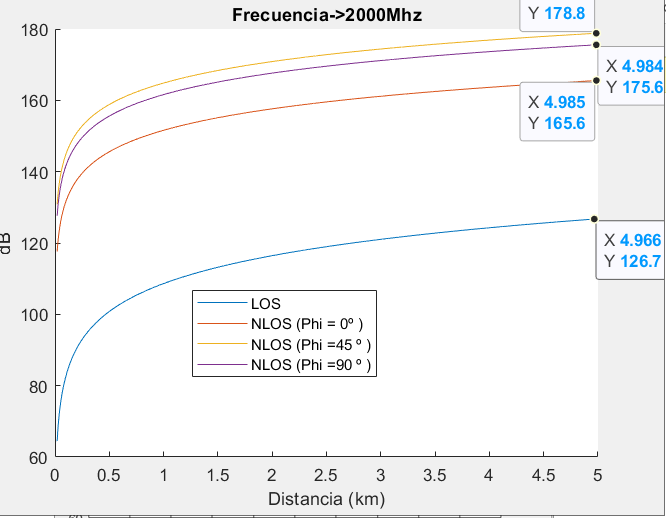 Frecuencia->2000Mhz
Y 178.8
X 4.984
Y 175.6
X 4.985
Y 165.6
X 4.966
Y 126.7
180
160
140
120
100
80
60
dB
LOS
NLOS (Phi = 0º )
NLOS (Phi =45 º )
NLOS (Phi =90 º )
0 0.5 1 1.5 2 2.5 3 3.5 4 4.5 5
Distancia (km)